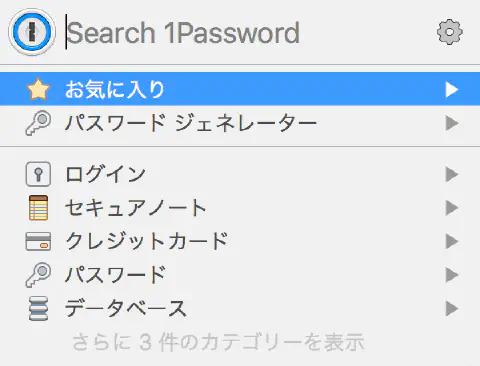 Search 1Password
お気に入り
パスワード ジェネレーター
ログイン
セキュアノート
クレジットカード
パスワード
データベース
さらに 3 件のカテゴリーを表示